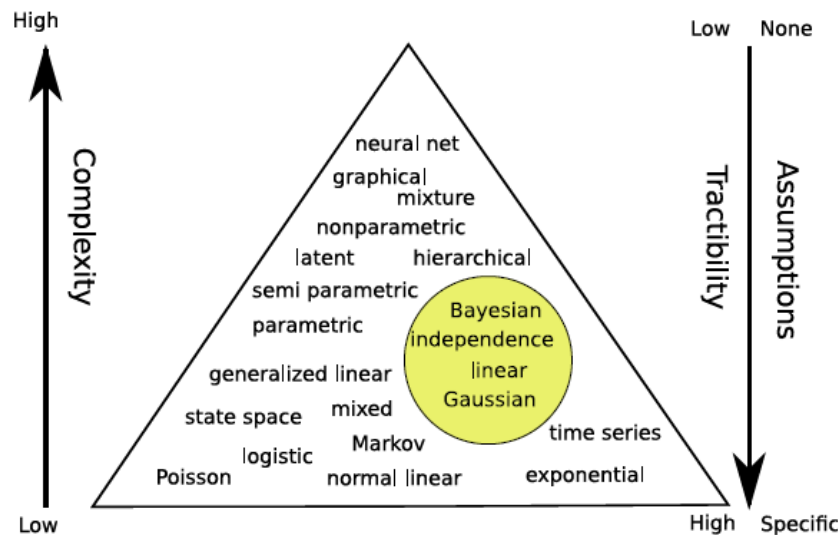 High
Low None
neural net
graphical
mixture
nonparametric
latent hierarchical
semi parametric
parametric
Bayesian
independence
linear
Gaussian
generalized linear
mixed
state space
Markov
time series
logistic
Poisson
normal linear
exponential
Complexity
Tractibility
Assumptions
Low
High Specific